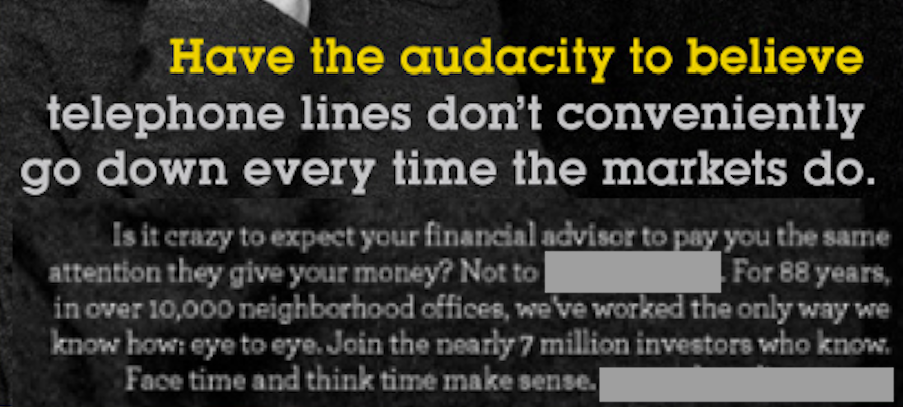 Have the audacity to believe
telephone lines don't conveniently
go down every time the markets do.
Is it crazy to expect your financial advisor to pay you the same
attention they give your money? Not to . For 88 years,
in over 10,000 neighborhood offices, we've worked the only way we
know how: eye to eye. Join the nearly 7 million investors who know.
Face time and think time make sense.